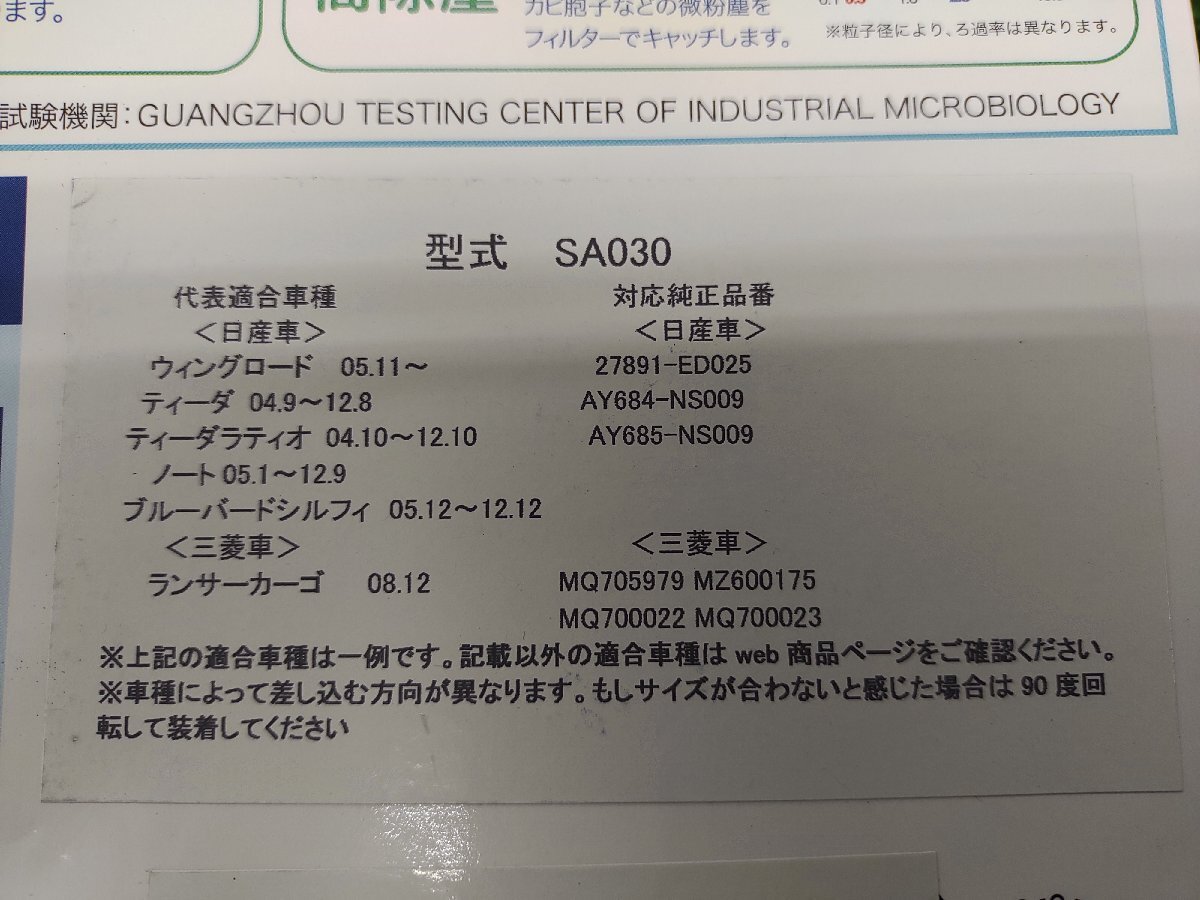 ます。
高除塵
カビ胞子などの微粉塵を
フィルターでキャッチします。
※粒子径により、ろ過率は異なります。
試験機関：GUANGZHOU TESTING CENTER OF INDUSTRIAL MICROBIOLOGY
型式 SA030
代表適合車種 対応純正品番
＜日産車＞ ＜日産車＞
ウィングロード 05.11～ 27891-ED025
ティーダ 04.9～12.8 AY684-NS009
ティーダラティオ 04.10～12.10 AY685-NS009
ノート 05.1～12.9
ブルーバードシルフィ 05.12～12.12
＜三菱車＞ ＜三菱車＞
ランサーカーゴ 08.12 MQ705979 MZ600175
MQ700022 MQ700023
※上記の適合車種は一例です。記載以外の適合車種は web 商品ページをご確認ください。
※車種によって差し込む方向が異なります。もしサイズが合わないと感じた場合は 90 度回
転して装着してください